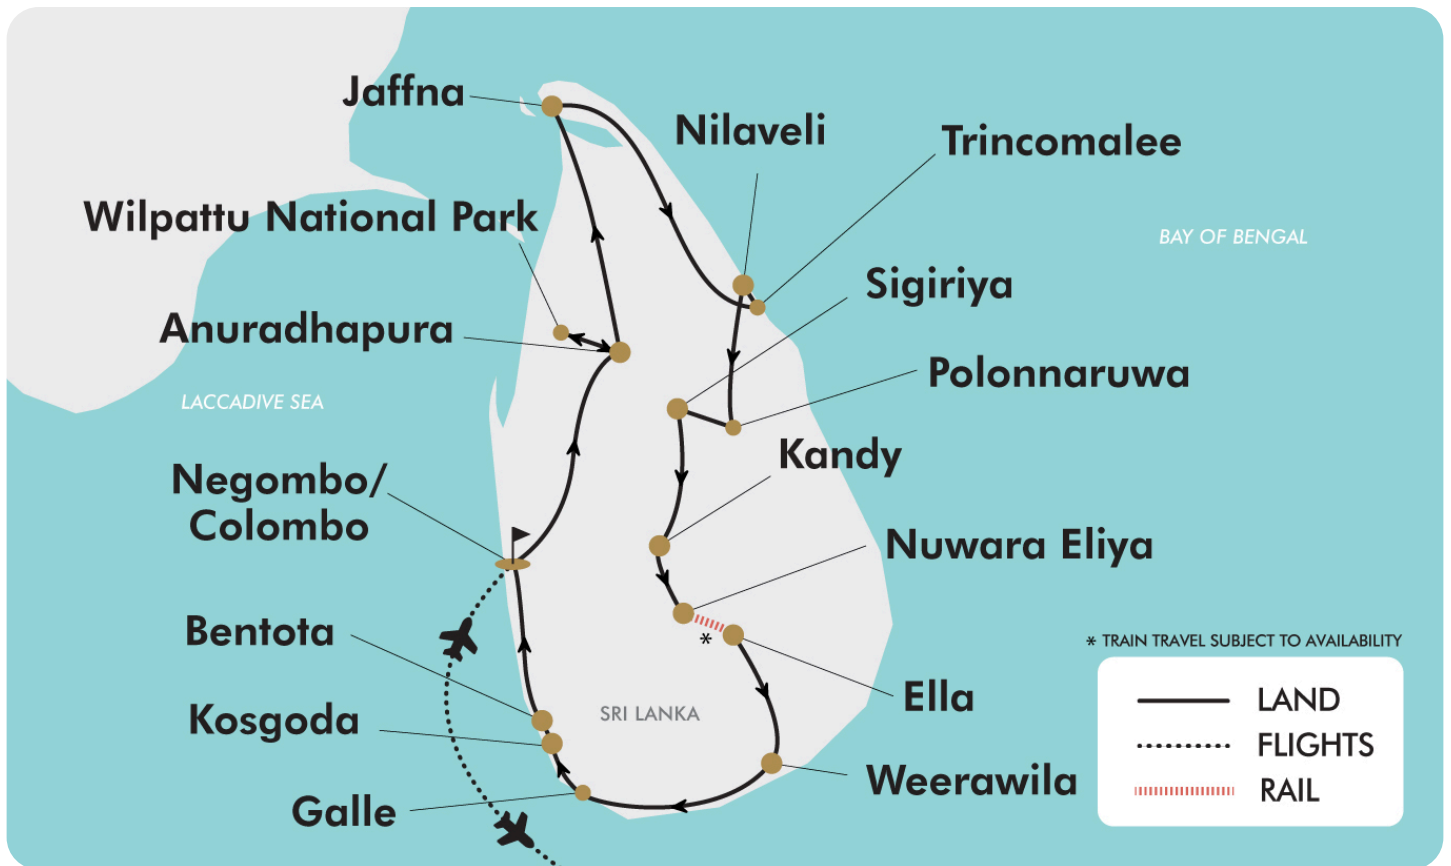 Jaffna
Nilaveli
Trincomalee
Wilpattu National Park
BAY OF BENGAL
Sigiriya
Anuradhapura
Polonnaruwa
LACCADIVE SEA
Kandy
Negombo/
Colombo
Nuwara Eliya
Bentota
* TRAIN TRAVEL SUBJECT TO AVAILABILITY
*
Ella
LAND
Kosgoda
SRI LANKA
FLIGHTS
Weerawila
RAIL
Galle